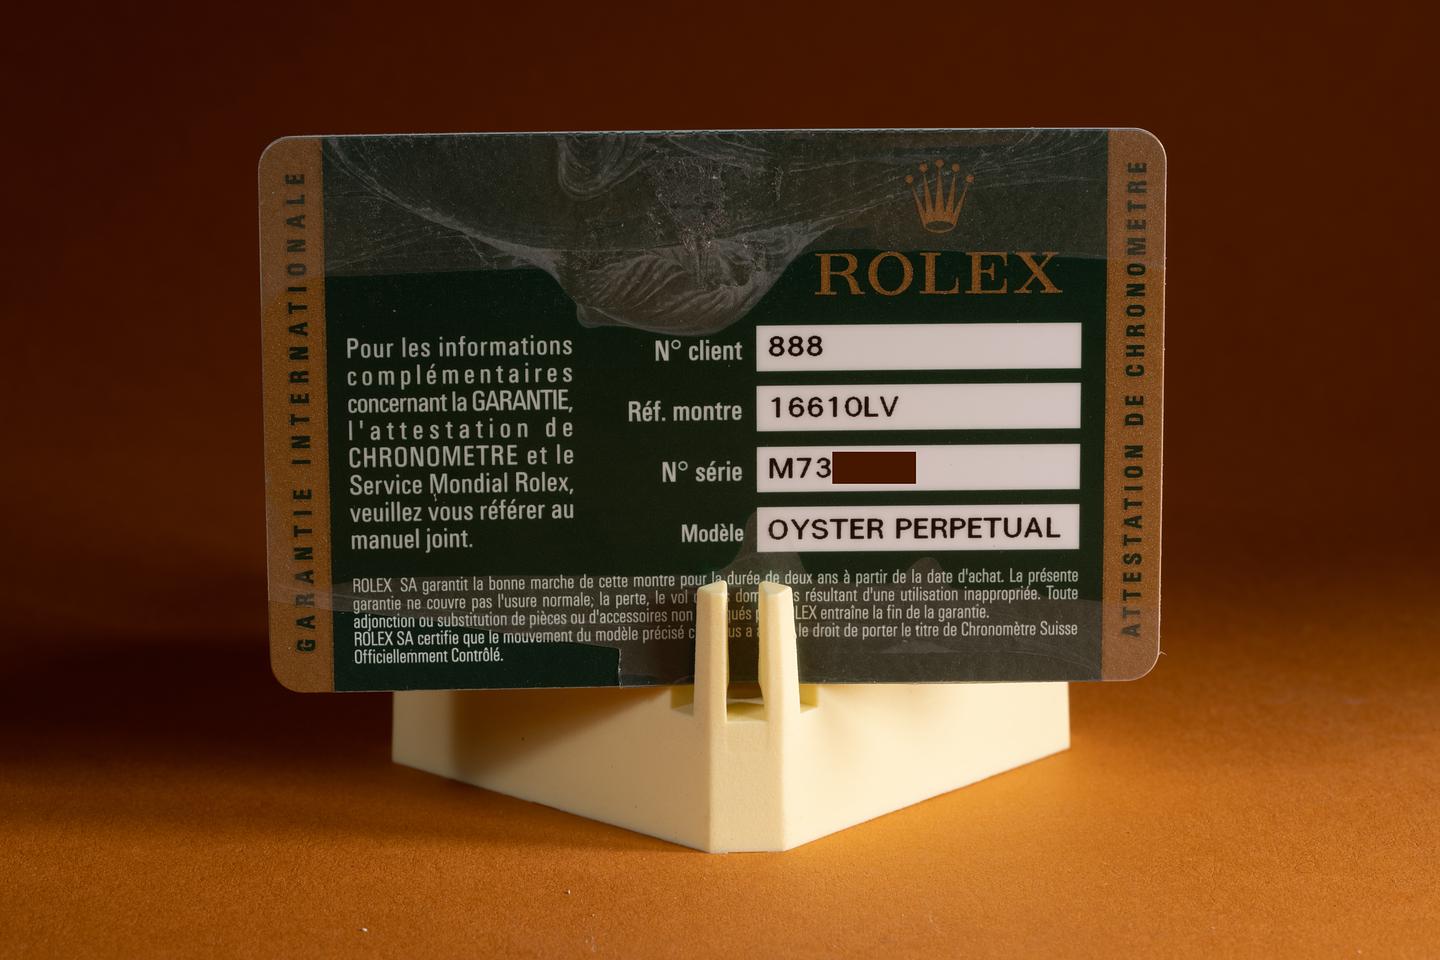 GARANTIE INTERNATIONALE
ROLEX
Pour les informations
complémentaires
concernant la GARANTIE,
l'attestation de
CHRONOMETRE et le
Service Mondial Rolex,
veuillez vous référer au
manuel joint.
N° client 888
Réf. montre 16610LV
N° série M73
Modèle OYSTER PERPETUAL
ROLEX SA garantit la bonne marche de cette montre pour la durée de deux ans à partir de la date d'achat. La présente
garantie ne couvre pas l'usure normale; la perte, le vol résultant d'une utilisation inappropriée. Toute
adjonction ou substitution de pièces ou d'accessoires non ROLEX entraîne la fin de la garantie.
ROLEX SA certifie que le mouvement du modèle précisé le droit de porter le titre de Chronomètre Suisse
Officiellemment Contrôlé.
ATTESTATION DE CHRONOMETRE